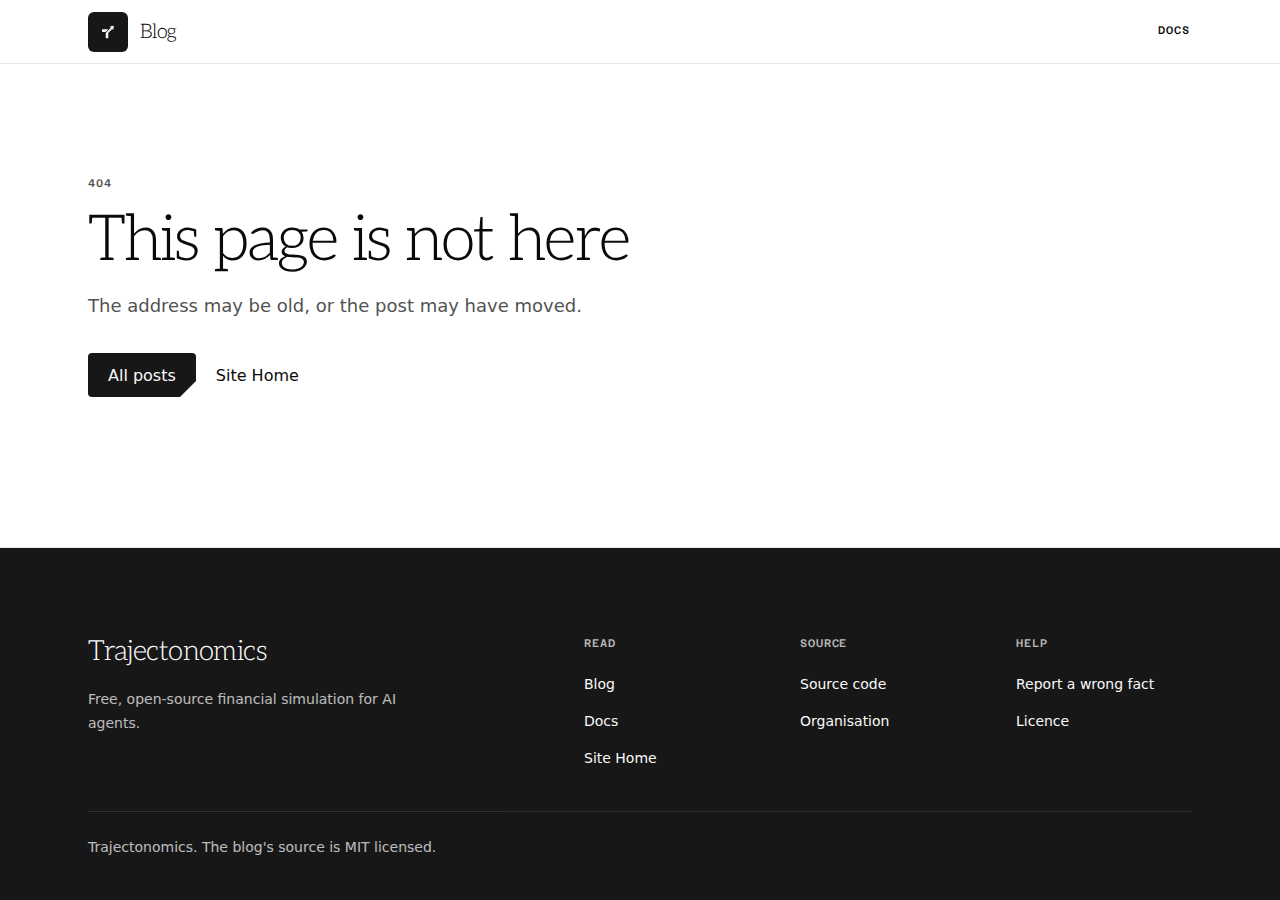 Blog
DOCS
404
This page is not here
The address may be old, or the post may have moved.
All posts
Site Home
Trajectonomics
Free, open-source financial simulation for AI
agents.
READ
Blog
Docs
Site Home
SOURCE
Source code
Organisation
HELP
Report a wrong fact
Licence
Trajectonomics. The blog's source is MIT licensed.